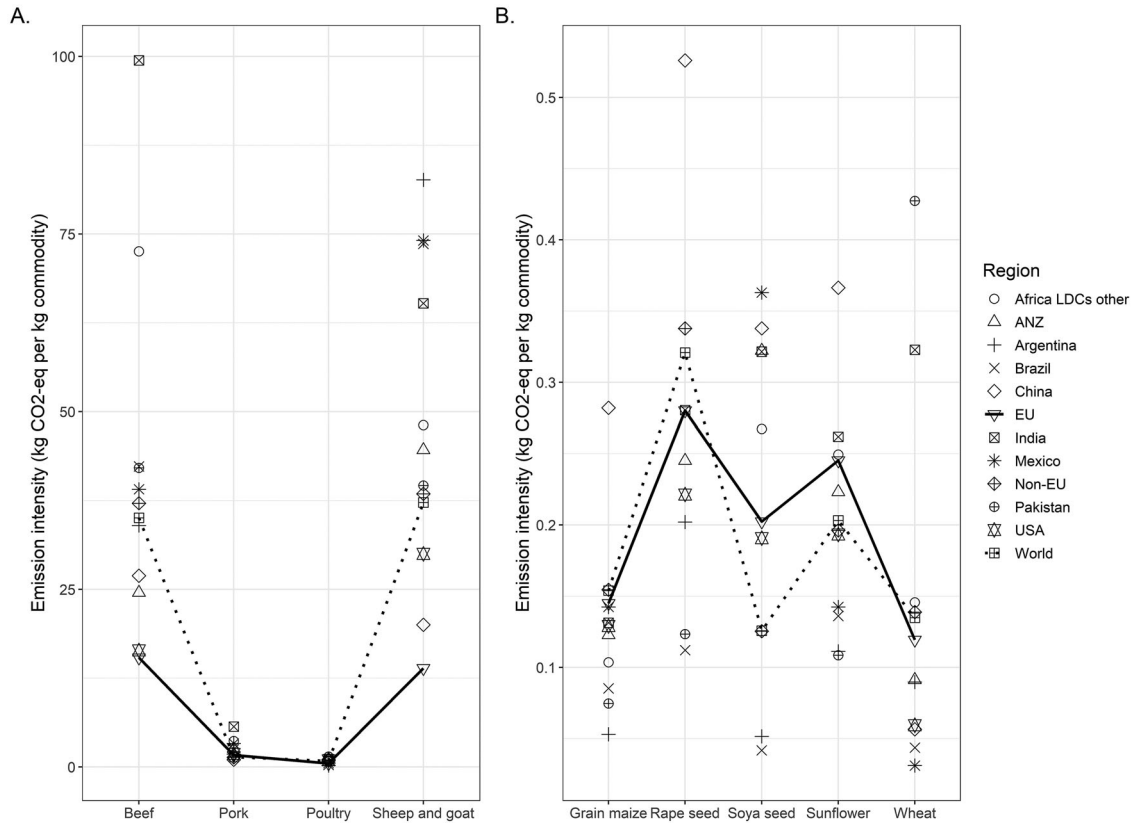 A.
Emission intensity (kg CO2-eq per kg commodity)
100
75
50
25
0
Beef Pork Poultry Sheep and goat
B.
Emission intensity (kg CO2-eq per kg commodity)
0.5
0.4
0.3
0.2
0.1
Grain maize Rape seed Soya seed Sunflower Wheat
Region
Africa LDCs other
ANZ
Argentina
Brazil
China
EU
India
Mexico
Non-EU
Pakistan
USA
World